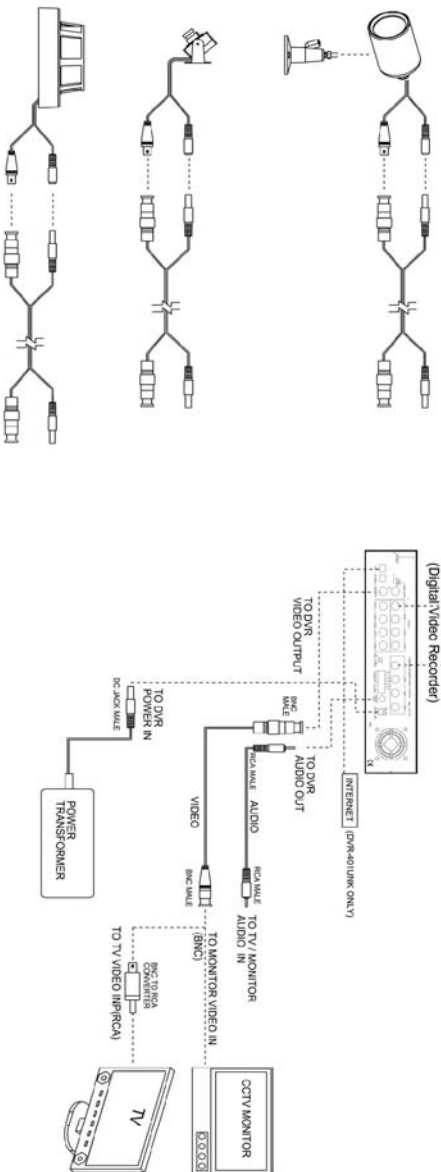 (Digital Video Recorder)
INTERNET
(DVR-401UNK ONLY)
TO DVR
VIDEO OUTPUT
TO DVR
AUDIO OUT
TO DVR
POWER IN
DC JACK MALE
POWER
TRANSFORMER
BNC
MALE
RCA MALE
AUDIO
RCA MALE
TO TV / MONITOR
AUDIO IN
VIDEO
BNC MALE
TO MONITOR VIDEO IN
(BNC)
BNC TO RCA
CONVERTER
TO TV VIDEO INP(RCA)
CCTV MONITOR
TV